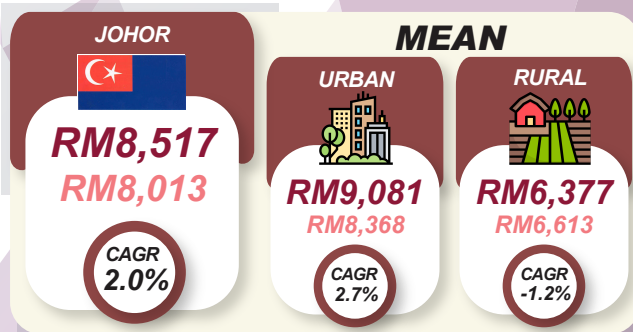 JOHOR
RM8,517
RM8,013
CAGR
2.0%
MEAN
URBAN
RM9,081
RM8,368
CAGR
2.7%
RURAL
RM6,377
RM6,613
CAGR
-1.2%